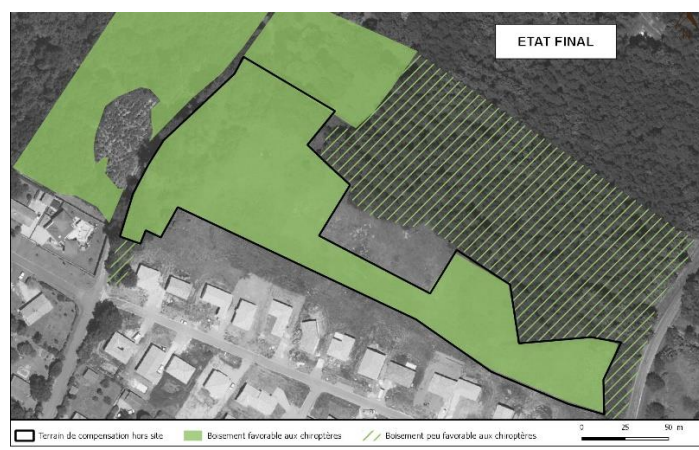 ETAT FINAL
Terrain de compensation hors site Boisement favorable aux chiroptères Boisement peu favorable aux chiroptères 0 25 50 m